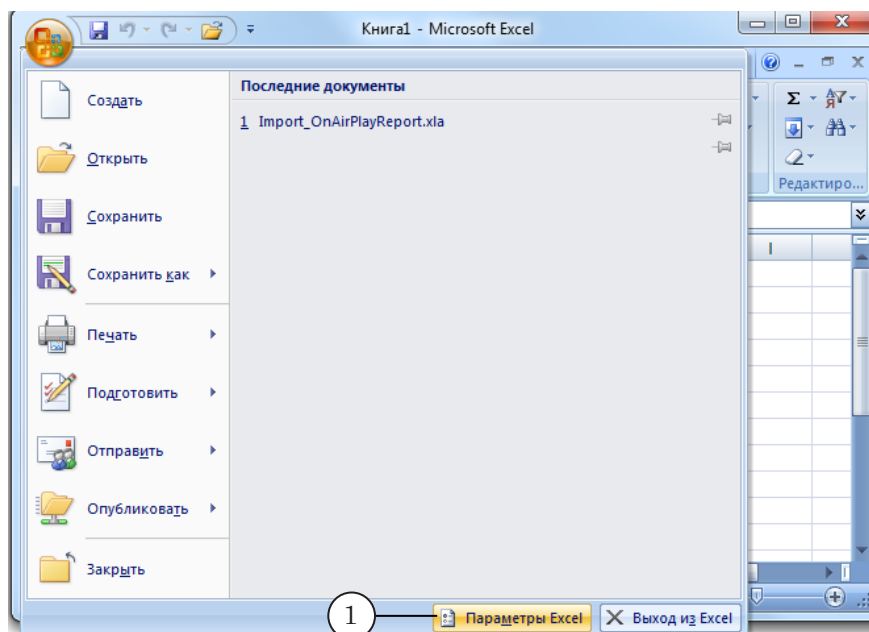 Книга1 - Microsoft Excel
Создать
Открыть
Сохранить
Сохранить как
Печать
Подготовить
Отправить
Опубликовать
Закрыть
Последние документы
1 Import_OnAirPlayReport.xla
Σ
АЯ
Редактиро...
I
1
Параметры Excel
Выход из Excel